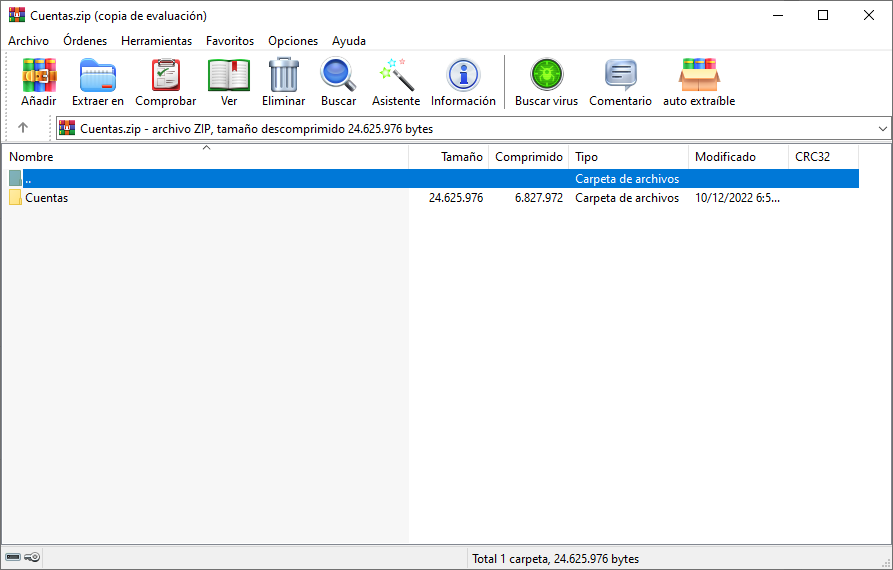 Cuentas.zip (copia de evaluación)
Archivo Órdenes Herramientas Favoritos Opciones Ayuda
Añadir Extraer en Comprobar Ver Eliminar Buscar Asistente Información Buscar virus Comentario auto extraíble
Cuentas.zip - archivo ZIP, tamaño descomprimido 24.625.976 bytes
Nombre Tamaño Comprimido Tipo Modificado CRC32
.. Carpeta de archivos
Cuentas 24.625.976 6.827.972 Carpeta de archivos 10/12/2022 6:5...
Total 1 carpeta, 24.625.976 bytes